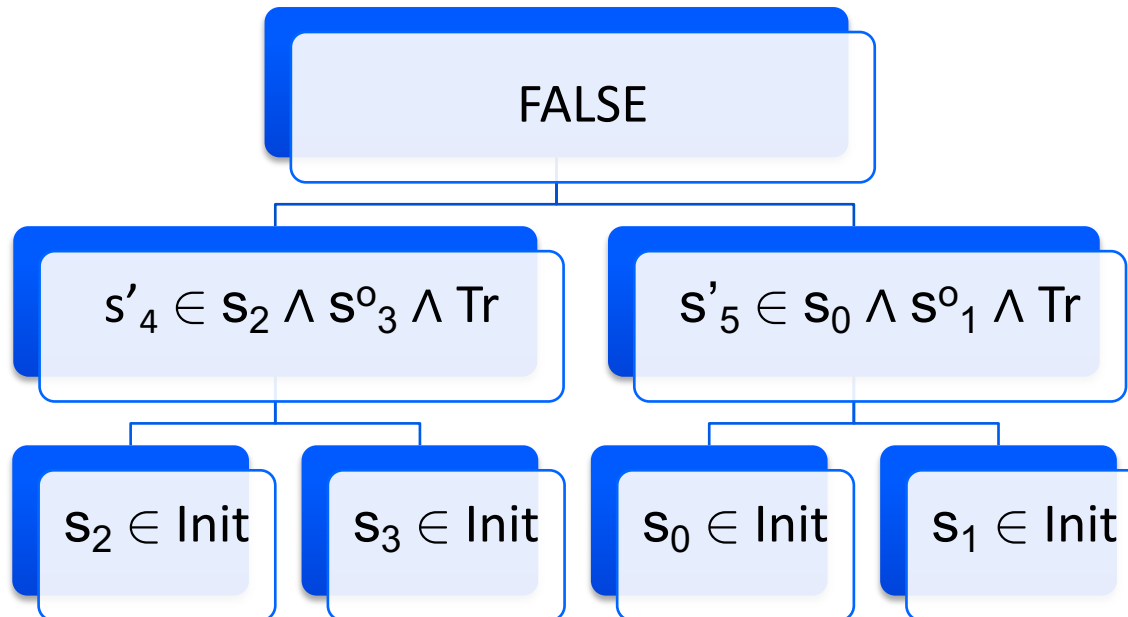 FALSE
s′₄ ∈ s₂ ∧ sᵒ₃ ∧ Tr
s’₅ ∈ s₀ ∧ sᵒ₁ ∧ Tr
s₂ ∈ Init
s₃ ∈ Init
s₀ ∈ Init
s₁ ∈ Init